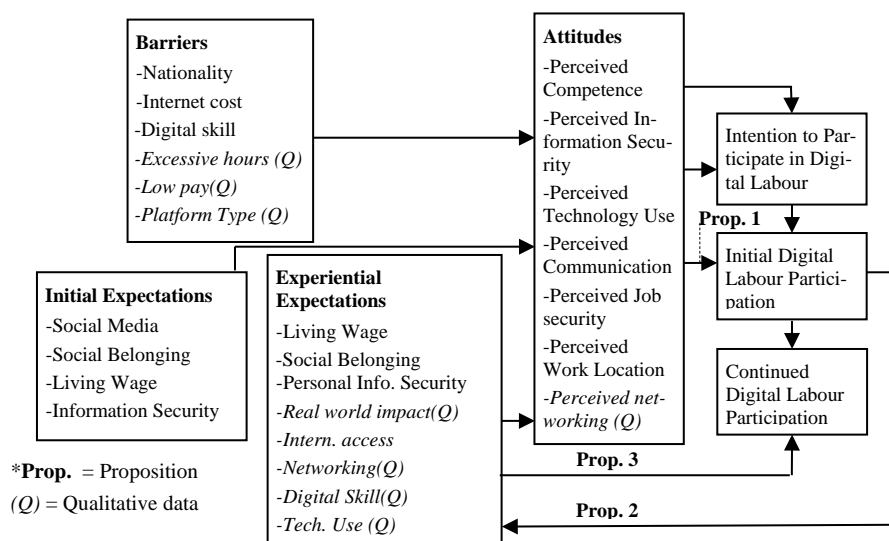 Barriers
-Nationality
-Internet cost
-Digital skill
-Excessive hours (Q)
-Low pay(Q)
-Platform Type (Q)
Initial Expectations
-Social Media
-Social Belonging
-Living Wage
-Information Security
Experiential
Expectations
-Living Wage
-Social Belonging
-Personal Info. Security
-Real world impact(Q)
-Intern. access
-Networking(Q)
-Digital Skill(Q)
-Tech. Use (Q)
Attitudes
-Perceived
Competence
-Perceived In-
formation Secu-
rity
-Perceived
Technology Use
-Perceived
Communication
-Perceived Job
security
-Perceived
Work Location
-Perceived net-
working (Q)
Intention to Par-
ticipate in Digi-
tal Labour
Prop. 1
Initial Digital
Labour Partici-
pation
Continued
Digital Labour
Participation
Prop. 3
Prop. 2
*Prop. = Proposition
(Q) = Qualitative data